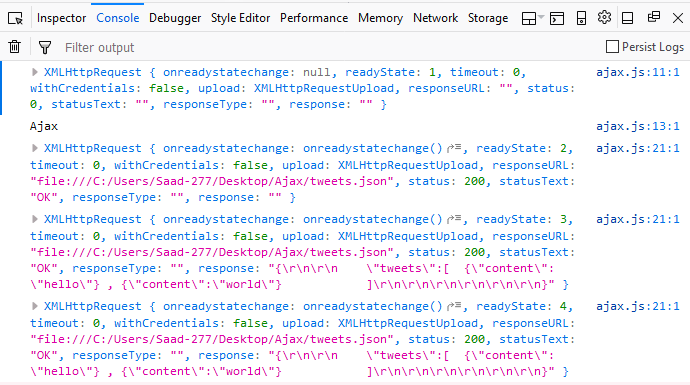 Inspector Console Debugger Style Editor Performance Memory Network Storage
Filter output Persist Logs
XMLHttpRequest { onreadystatechange: null, readyState: 1, timeout: 0, ajax.js:11:1
withCredentials: false, upload: XMLHttpRequestUpload, responseURL: "", status:
0, statusText: "", responseType: "", response: "" }
Ajax ajax.js:13:1
XMLHttpRequest { onreadystatechange: onreadystatechange(), readyState: 2, ajax.js:21:1
timeout: 0, withCredentials: false, upload: XMLHttpRequestUpload, responseURL:
"file:///C:/Users/Saad-277/Desktop/Ajax/tweets.json", status: 200, statusText:
"OK", responseType: "", response: "" }
XMLHttpRequest { onreadystatechange: onreadystatechange(), readyState: 3, ajax.js:21:1
timeout: 0, withCredentials: false, upload: XMLHttpRequestUpload, responseURL:
"file:///C:/Users/Saad-277/Desktop/Ajax/tweets.json", status: 200, statusText:
"OK", responseType: "", response: "{\r\n\r\n    \"tweets\":[  {\"content\":
\"hello\"} , {\"content\":\"world\"}        ]\r\n\r\n\r\n\r\n\r\n\r\n}" }
XMLHttpRequest { onreadystatechange: onreadystatechange(), readyState: 4, ajax.js:21:1
timeout: 0, withCredentials: false, upload: XMLHttpRequestUpload, responseURL:
"file:///C:/Users/Saad-277/Desktop/Ajax/tweets.json", status: 200, statusText:
"OK", responseType: "", response: "{\r\n\r\n    \"tweets\":[  {\"content\":
\"hello\"} , {\"content\":\"world\"}        ]\r\n\r\n\r\n\r\n\r\n\r\n}" }